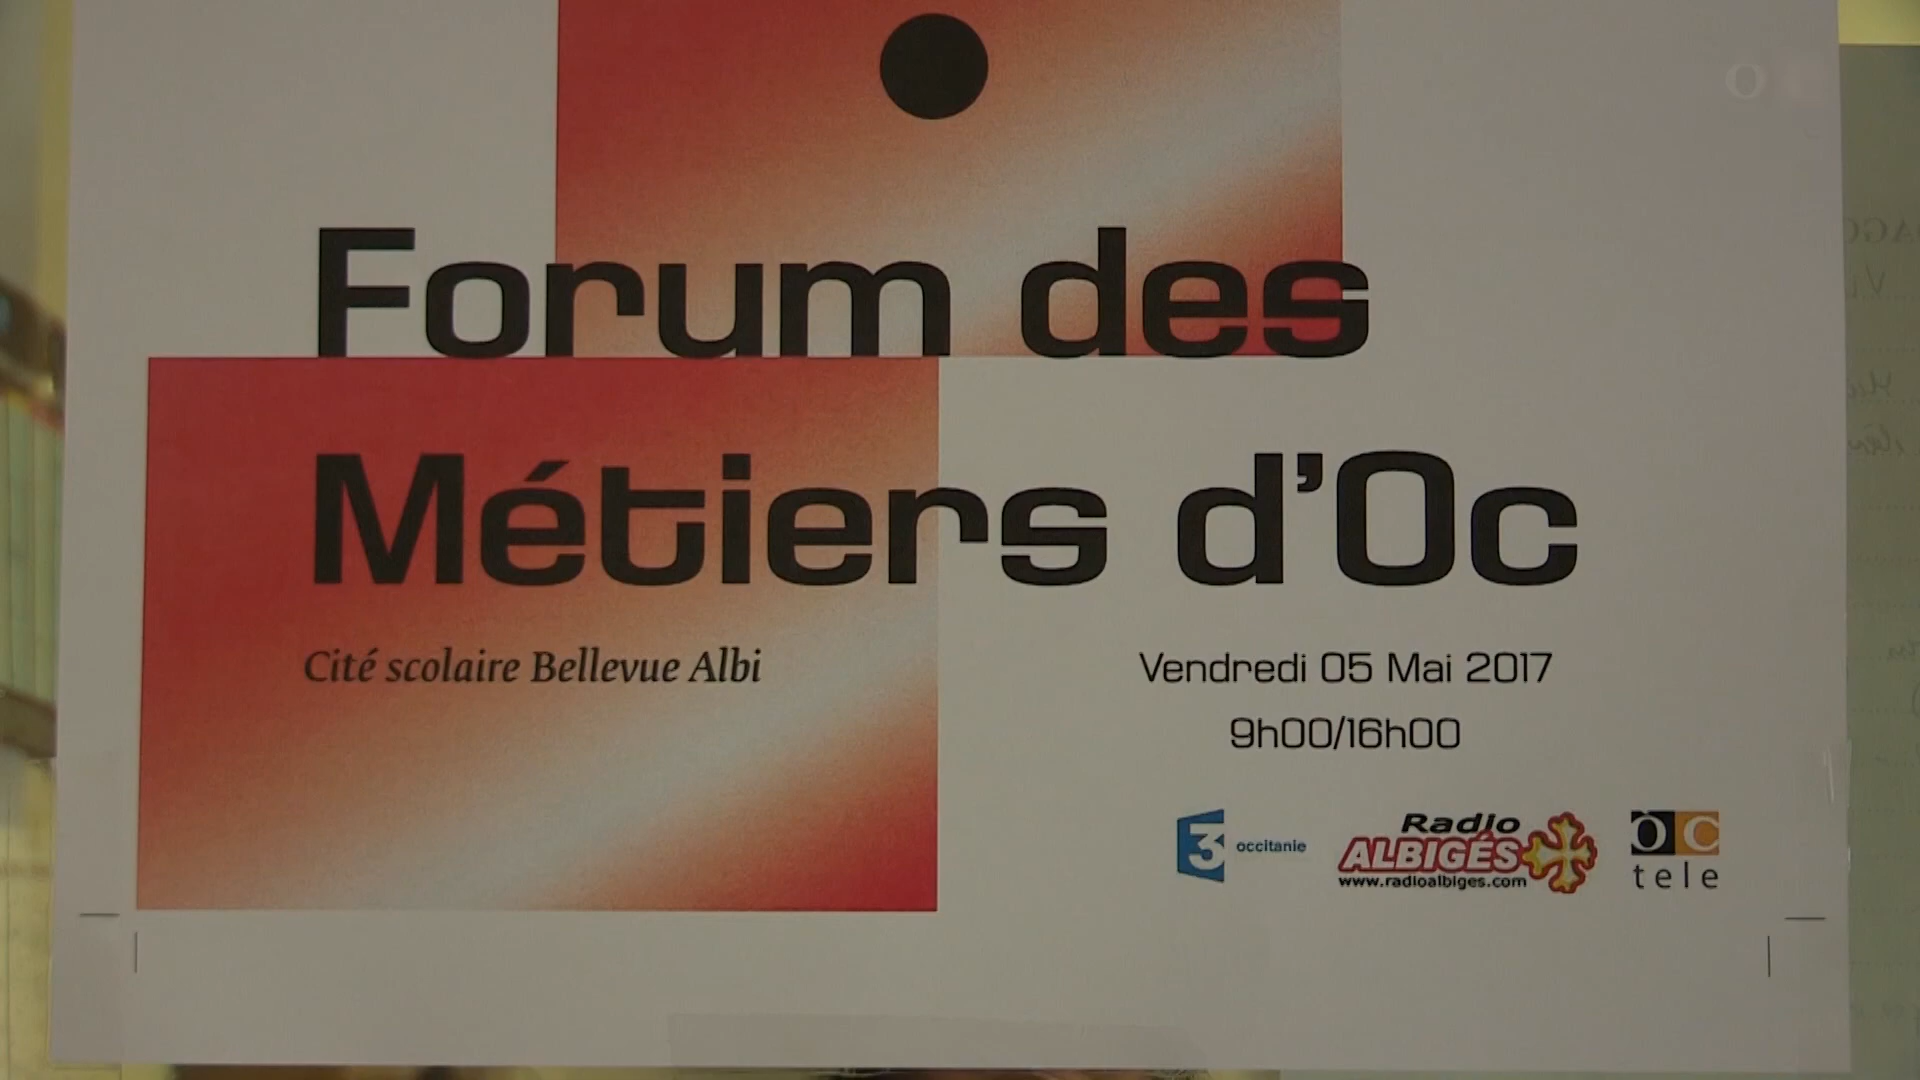 Forum des
Métiers d'Oc
Cité scolaire Bellevue Albi
Vendredi 05 Mai 2017
9h00/16h00
3 occitanie
Radio
ALBIGÉS
www.radioalbiges.com
ÒC
tele